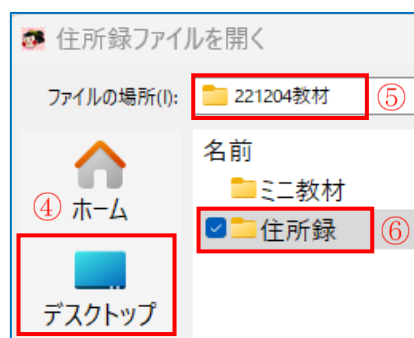 住所録ファイルを開く
ファイルの場所(I):
221204教材
⑤
④
ホーム
デスクトップ
名前
ミニ教材
住所録
⑥